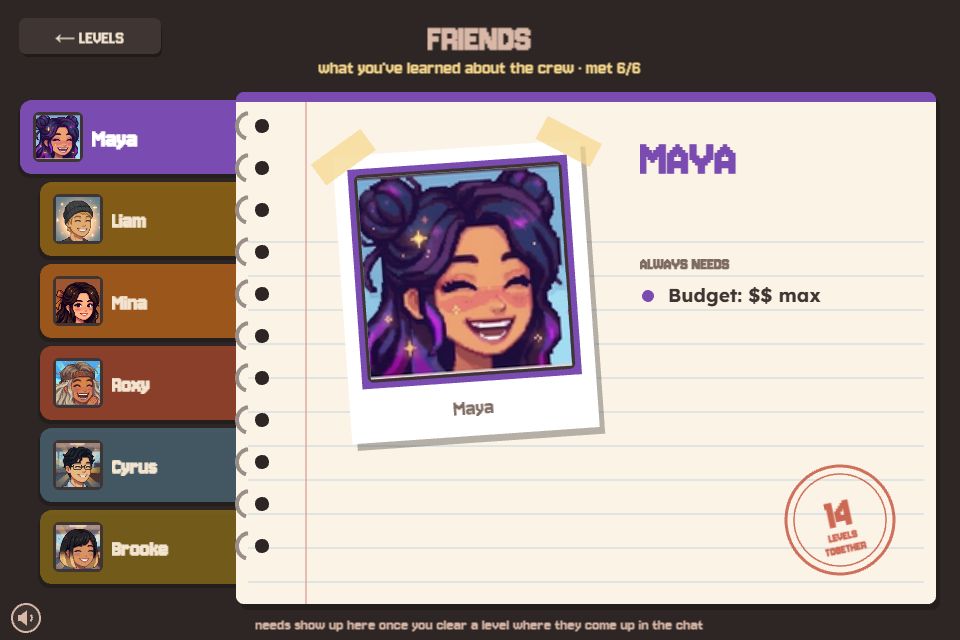 ← LEVELS
FRIENDS
what you've learned about the crew · met 6/6
Maya
Liam
Mina
Roxy
Cyrus
Brooke
Maya
MAYA
ALWAYS NEEDS
Budget: $$ max
14
LEVELS
TOGETHER
needs show up here once you clear a level where they come up in the chat